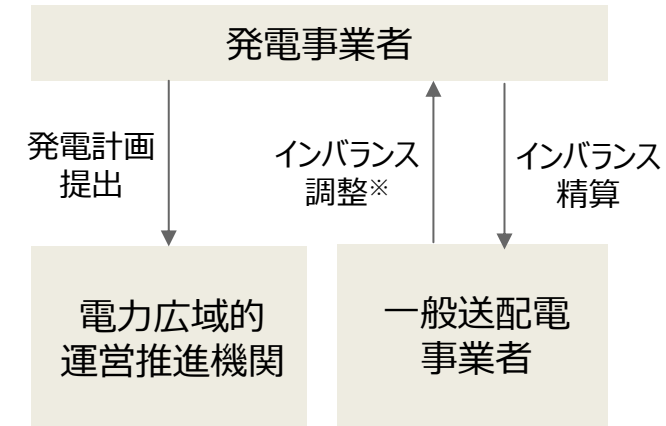 発電事業者
発電計画
提出
インバランス
調整※
インバランス
精算
電力広域的
運営推進機関
一般送配電
事業者